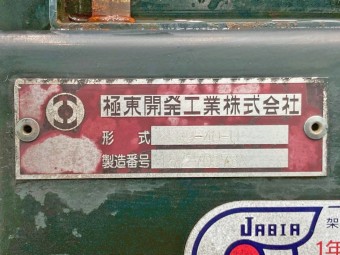 極東開発工業株式会社
形式
製造番号
JABIA
架
1年